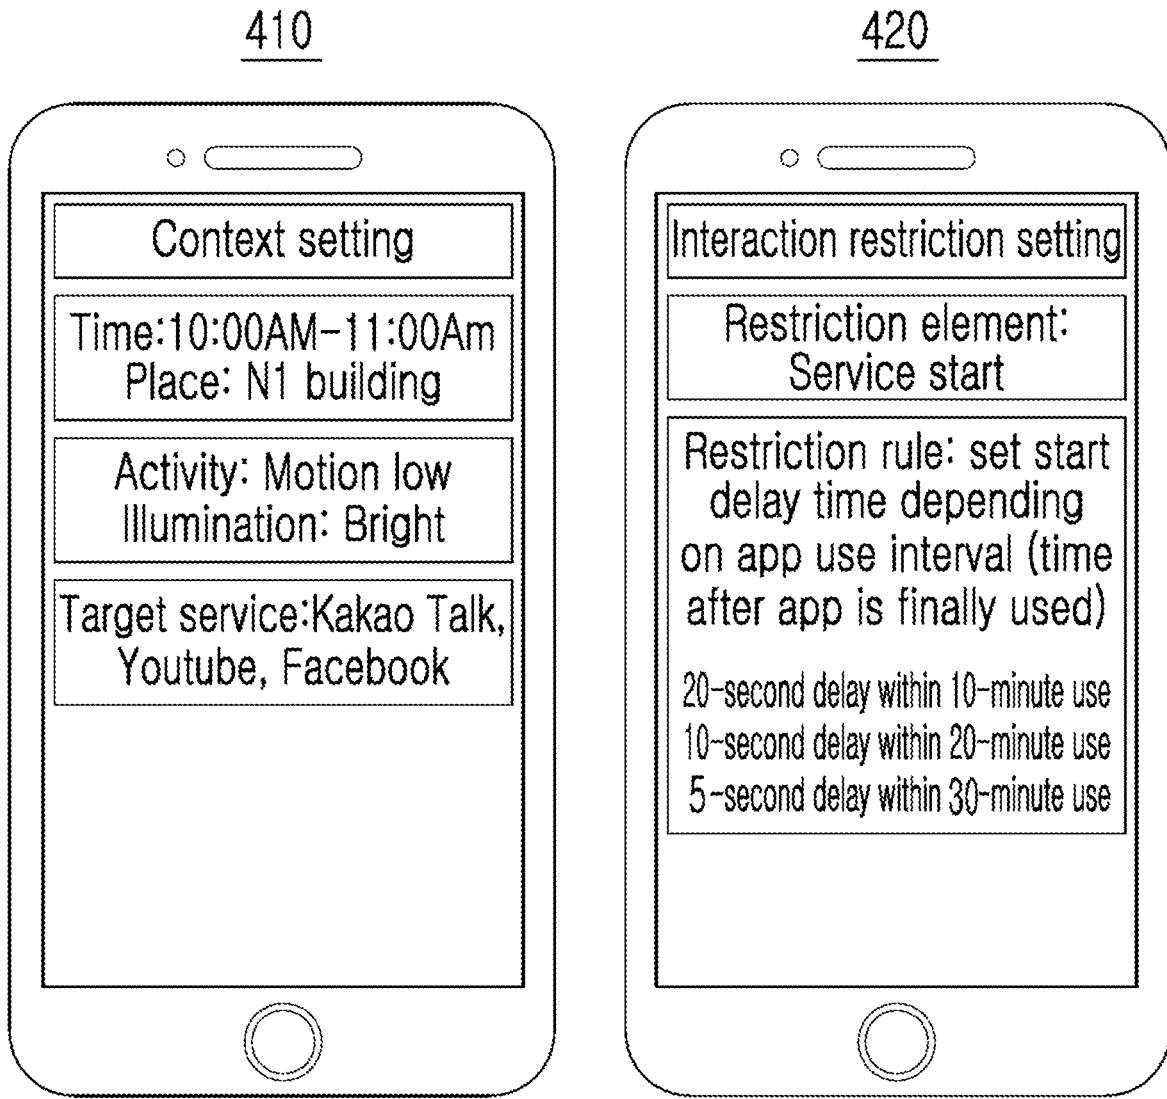 410
Context setting
Time:10:00AM-11:00Am
Place: N1 building
Activity: Motion low
Illumination: Bright
Target service:Kakao Talk,
Youtube, Facebook
420
Interaction restriction setting
Restriction element:
Service start
Restriction rule: set start
delay time depending
on app use interval (time
after app is finally used)
20-second delay within 10-minute use
10-second delay within 20-minute use
5-second delay within 30-minute use